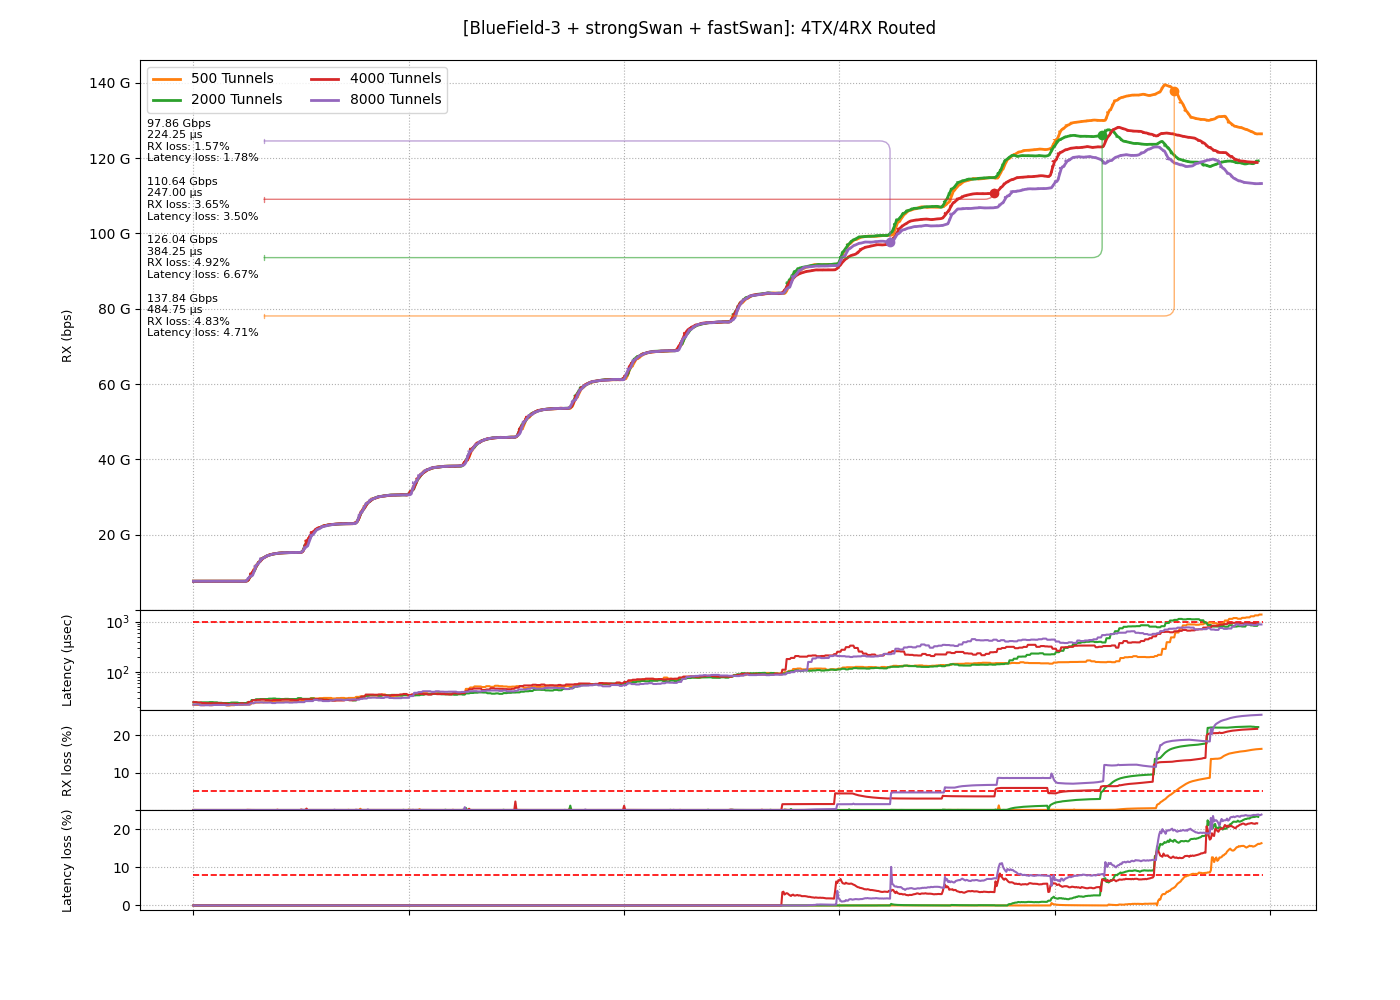 [BlueField-3 + strongSwan + fastSwan]: 4TX/4RX Routed
500 Tunnels
2000 Tunnels
4000 Tunnels
8000 Tunnels
97.86 Gbps
224.25 µs
RX loss: 1.57%
Latency loss: 1.78%
110.64 Gbps
247.00 µs
RX loss: 3.65%
Latency loss: 3.50%
126.04 Gbps
384.25 µs
RX loss: 4.92%
Latency loss: 6.67%
137.84 Gbps
484.75 µs
RX loss: 4.83%
Latency loss: 4.71%
RX (bps)
140 G
120 G
100 G
80 G
60 G
40 G
20 G
Latency (µsec)
10³
10²
RX loss (%)
20
10
Latency loss (%)
20
10
0